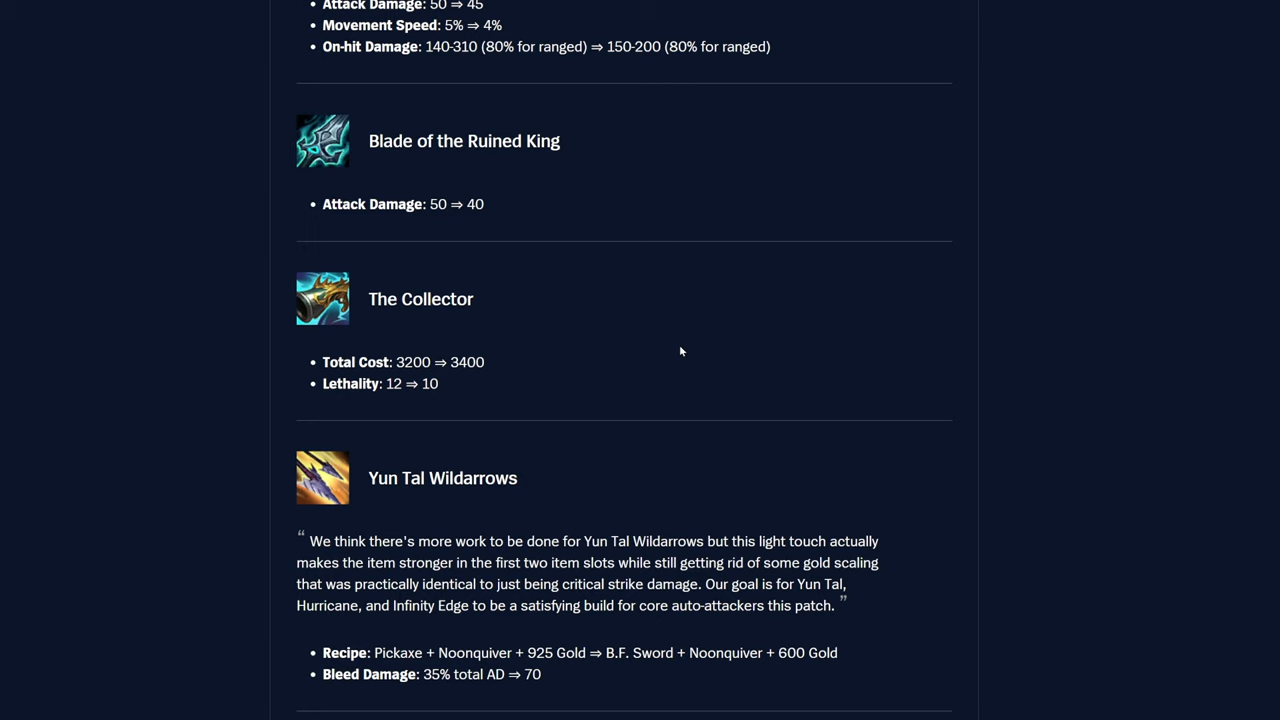 Attack Damage: 50 ⇒ 45
• Movement Speed: 5% ⇒ 4%
• On-hit Damage: 140-310 (80% for ranged) ⇒ 150-200 (80% for ranged)
Blade of the Ruined King
• Attack Damage: 50 ⇒ 40
The Collector
• Total Cost: 3200 ⇒ 3400
• Lethality: 12 ⇒ 10
Yun Tal Wildarrows
“ We think there's more work to be done for Yun Tal Wildarrows but this light touch actually
makes the item stronger in the first two item slots while still getting rid of some gold scaling
that was practically identical to just being critical strike damage. Our goal is for Yun Tal,
Hurricane, and Infinity Edge to be a satisfying build for core auto-attackers this patch. ”
• Recipe: Pickaxe + Noonquiver + 925 Gold ⇒ B.F. Sword + Noonquiver + 600 Gold
• Bleed Damage: 35% total AD ⇒ 70